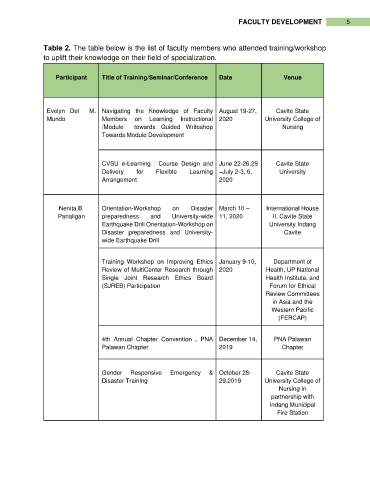 FACULTY DEVELOPMENT 5
Table 2. The table below is the list of faculty members who attended training/workshop
to uplift their knowledge on their field of specialization.
Participant Title of Training/Seminar/Conference Date Venue
Evelyn Del M.
Mundo
Navigating the Knowledge of Faculty
Members on Learning Instructional
/Module towards Guided Writeshop
Towards Module Development
August 19-27,
2020
Cavite State
University College of
Nursing
CVSU e-Learning : Course Design and
Delivery for Flexible Learning
Arrangement
June 22-26,29
–July 2-3, 6,
2020
Cavite State
University
Nenita B.
Panaligan
Orientation-Workshop on Disaster
preparedness and University-wide
Earthquake Drill Orientation-Workshop on
Disaster preparedness and University-
wide Earthquake Drill
March 10 –
11, 2020
International House
II, Cavite State
University Indang
Cavite
Training Workshop on Improving Ethics
Review of MultiCenter Research through
Single Joint Research Ethics Board
(SJREB) Participation
January 9-10,
2020
Department of
Health, UP National
Health Institute, and
Forum for Ethical
Review Committees
in Asia and the
Western Pacific
(FERCAP)
4th Annual Chapter Convention , PNA
Palawan Chapter
December 14,
2019
PNA Palawan
Chapter
Gender Responsive Emergency &
Disaster Training
October 28-
29,2019
Cavite State
University College of
Nursing in
partnership with
Indang Municipal
Fire Station